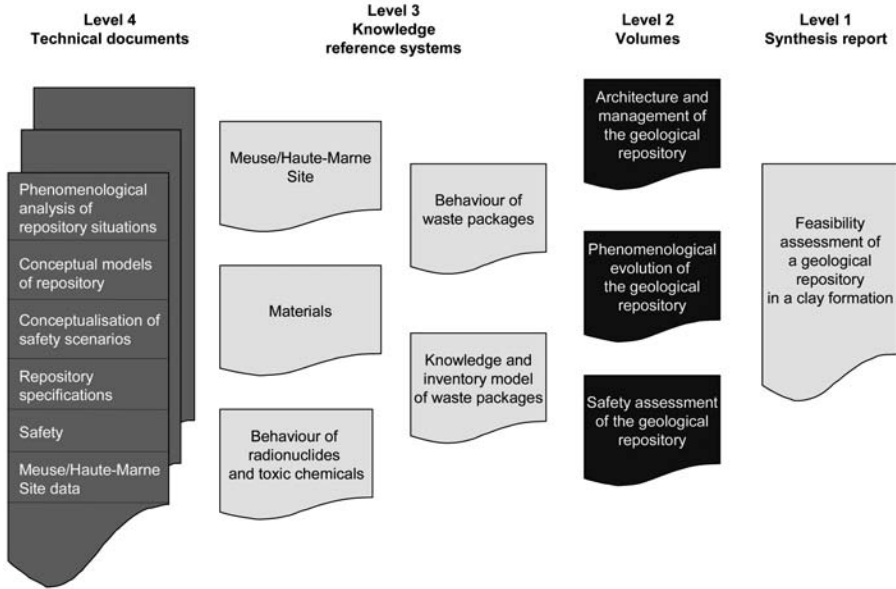 Level 4
Technical documents
Level 3
Knowledge
reference systems
Level 2
Volumes
Level 1
Synthesis report
Phenomenological
analysis of
repository situations
Conceptual models
of repository
Conceptualisation of
safety scenarios
Repository
specifications
Safety
Meuse/Haute-Marne
Site data
Meuse/Haute-Marne
Site
Materials
Behaviour of
radionuclides
and toxic chemicals
Behaviour of
waste packages
Knowledge and
inventory model
of waste packages
Architecture and
management of
the geological
repository
Phenomenological
evolution of
the geological
repository
Safety assessment
of the geological
repository
Feasibility
assessment of
a geological
repository
in a clay formation